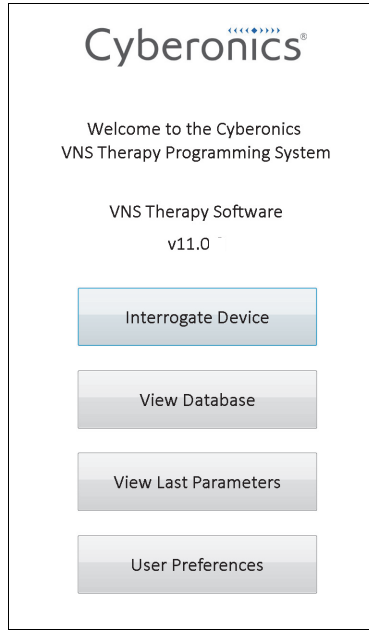 Cyberonics®
Welcome to the Cyberonics
VNS Therapy Programming System
VNS Therapy Software
v11.0
Interrogate Device
View Database
View Last Parameters
User Preferences